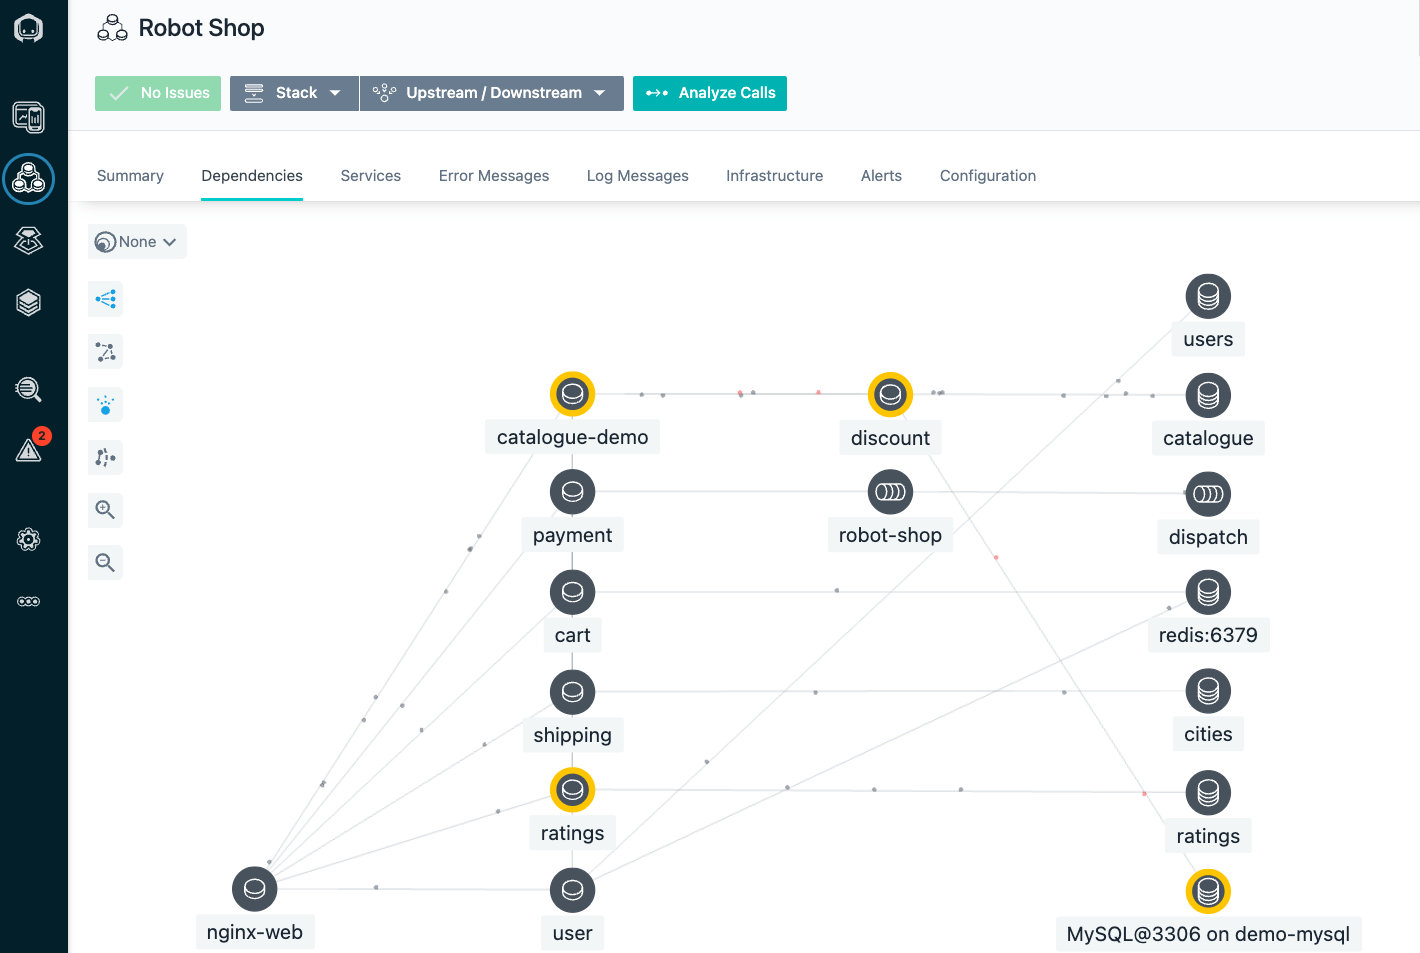 Robot Shop
No Issues
Stack
Upstream / Downstream
Analyze Calls
Summary
Dependencies
Services
Error Messages
Log Messages
Infrastructure
Alerts
Configuration
None
users
catalogue-demo
discount
catalogue
2
payment
robot-shop
dispatch
cart
redis:6379
shipping
cities
ratings
ratings
nginx-web
user
MySQL@3306 on demo-mysql